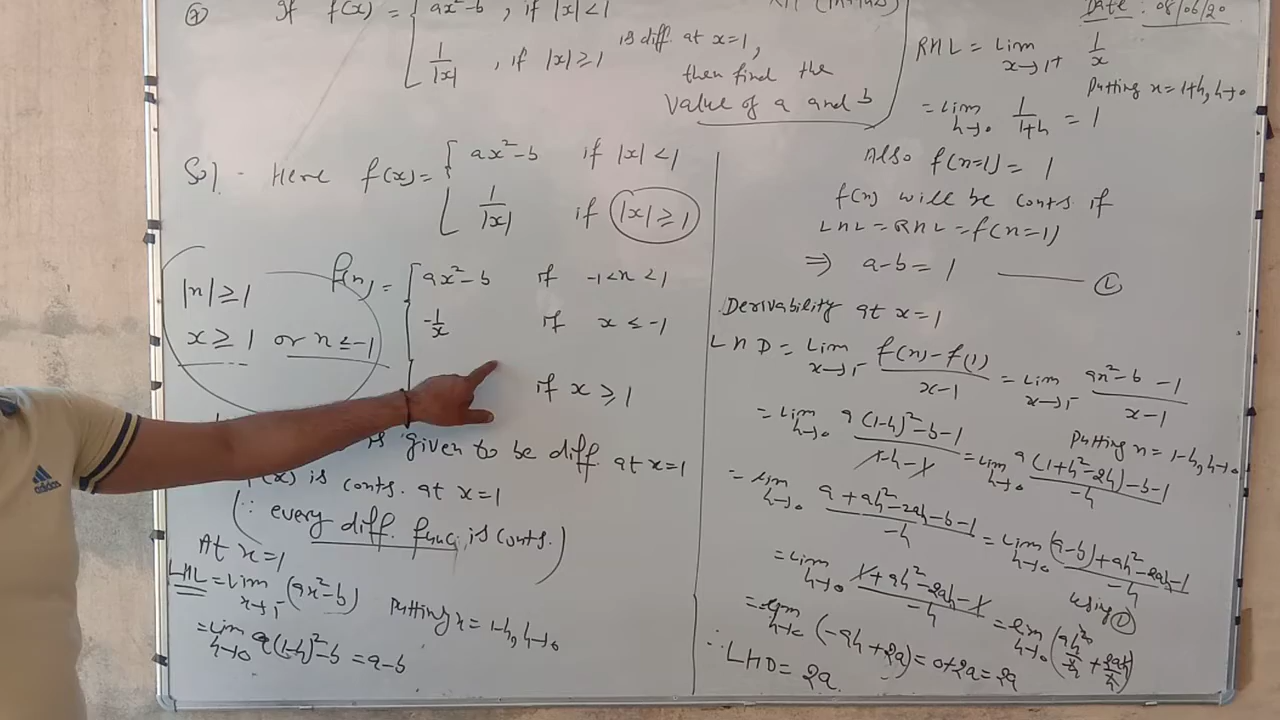 If f(x) = { ax²-b , if |x|<1
1/|x| , if |x|≥1
is diff. at x=1,
then find the
value of a and b
Sol. Here f(x) = { ax²-b if |x|<1
1/|x| if |x|≥1
|x|≥1
x≥1 or x≤-1
f(x) = { ax²-b if -1<x<1
-1/x if x≤-1
if x≥1
is given to be diff. at x=1
f(x) is conts. at x=1
(∵ every diff. func. is conts.)
At x=1
LHL = Lim x→1⁻ (ax²-b) Putting x=1-h, h→0
= Lim h→0 a(1-h)²-b = a-b
Date: 08/06/20
RHL = Lim x→1⁺ 1/x
Putting x=1+h, h→0
= Lim h→0 1/1+h = 1
Also f(x=1) = 1
f(x) will be conts if
LHL = RHL = f(x=1)
⇒ a-b = 1
Derivability at x=1
LHD = Lim x→1⁻ f(x)-f(1)/x-1 = Lim x→1⁻ ax²-b-1/x-1
Putting x=1-h, h→0
= Lim h→0 a(1-h)²-b-1/1-h-1 = Lim h→0 a(1+h²-2h)-b-1/-h
= Lim h→0 a+ah²-2ah-b-1/-h = Lim h→0 (a-b)+ah²-2ah-1/-h
using
= Lim h→0 1+ah²-2ah-1/-h = Lim h→0 (ah²/-h + 2ah/h)
= Lim h→0 (-ah+2a) = 0+2a = 2a
∴ LHD = 2a
adidas